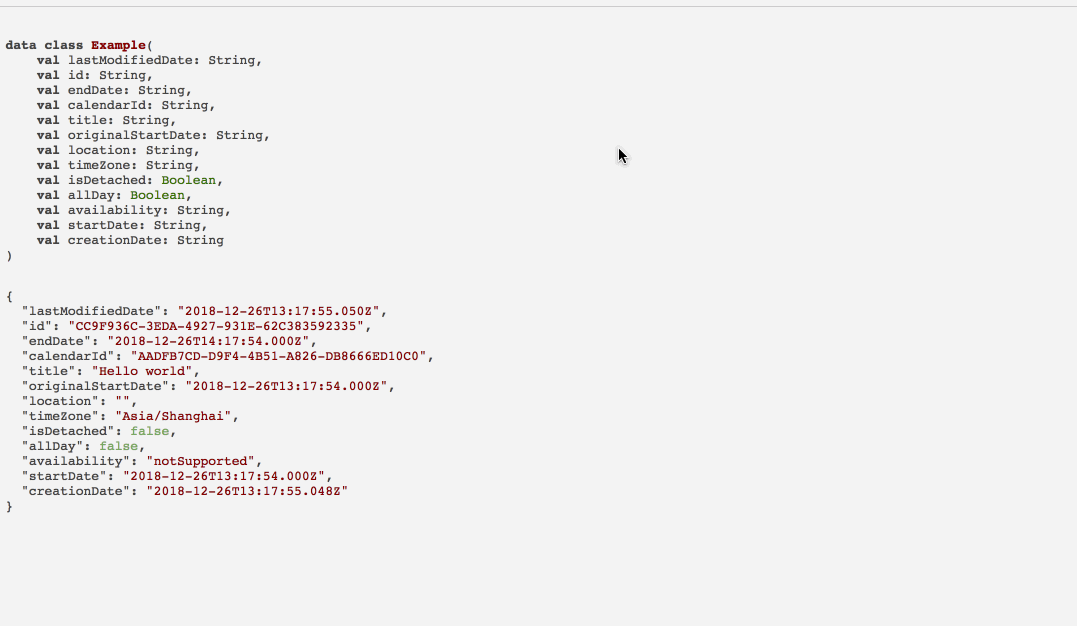 data class Example(
    val lastModifiedDate: String,
    val id: String,
    val endDate: String,
    val calendarId: String,
    val title: String,
    val originalStartDate: String,
    val location: String,
    val timeZone: String,
    val isDetached: Boolean,
    val allDay: Boolean,
    val availability: String,
    val startDate: String,
    val creationDate: String
)
{
  "lastModifiedDate": "2018-12-26T13:17:55.050Z",
  "id": "CC9F936C-3EDA-4927-931E-62C383592335",
  "endDate": "2018-12-26T14:17:54.000Z",
  "calendarId": "AADFB7CD-D9F4-4B51-A826-DB8666ED10C0",
  "title": "Hello world",
  "originalStartDate": "2018-12-26T13:17:54.000Z",
  "location": "",
  "timeZone": "Asia/Shanghai",
  "isDetached": false,
  "allDay": false,
  "availability": "notSupported",
  "startDate": "2018-12-26T13:17:54.000Z",
  "creationDate": "2018-12-26T13:17:55.048Z"
}